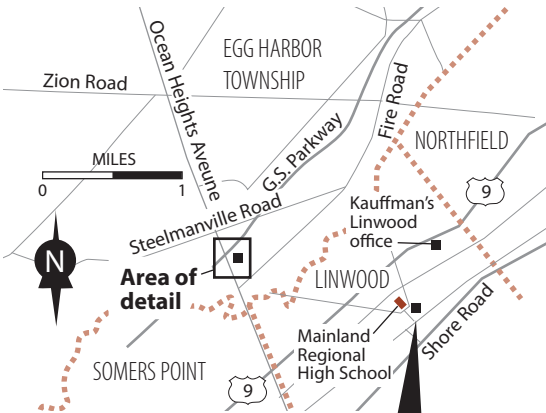 EGG HARBOR
TOWNSHIP
Ocean Heights Aveune
Zion Road
Fire Road
G.S. Parkway
NORTHFIELD
MILES
0 1
9
Kauffman's
Linwood
office
Steelmanville Road
N
Area of
detail
LINWOOD
Shore Road
Mainland
Regional
High School
SOMERS POINT
9